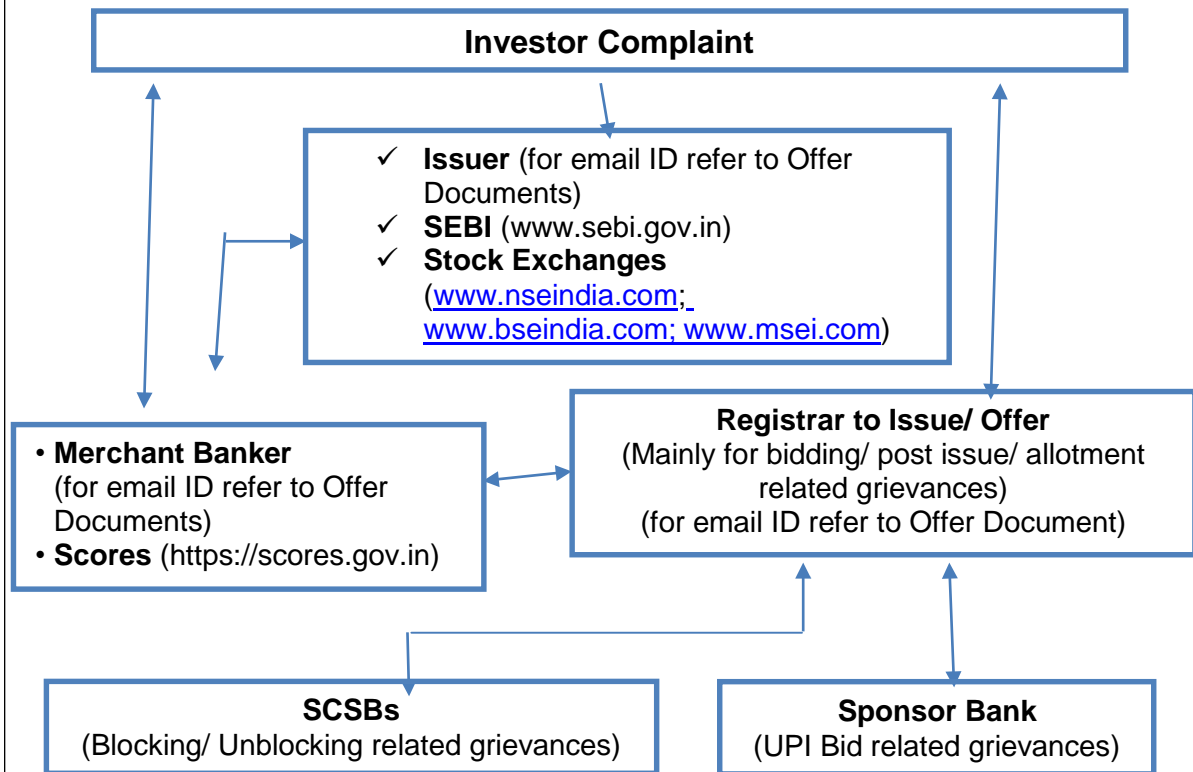 Investor Complaint
✓ Issuer (for email ID refer to Offer
Documents)
✓ SEBI (www.sebi.gov.in)
✓ Stock Exchanges
(www.nseindia.com;
www.bseindia.com; www.msei.com)
• Merchant Banker
(for email ID refer to Offer
Documents)
• Scores (https://scores.gov.in)
Registrar to Issue/ Offer
(Mainly for bidding/ post issue/ allotment
related grievances)
(for email ID refer to Offer Document)
SCSBs
(Blocking/ Unblocking related grievances)
Sponsor Bank
(UPI Bid related grievances)